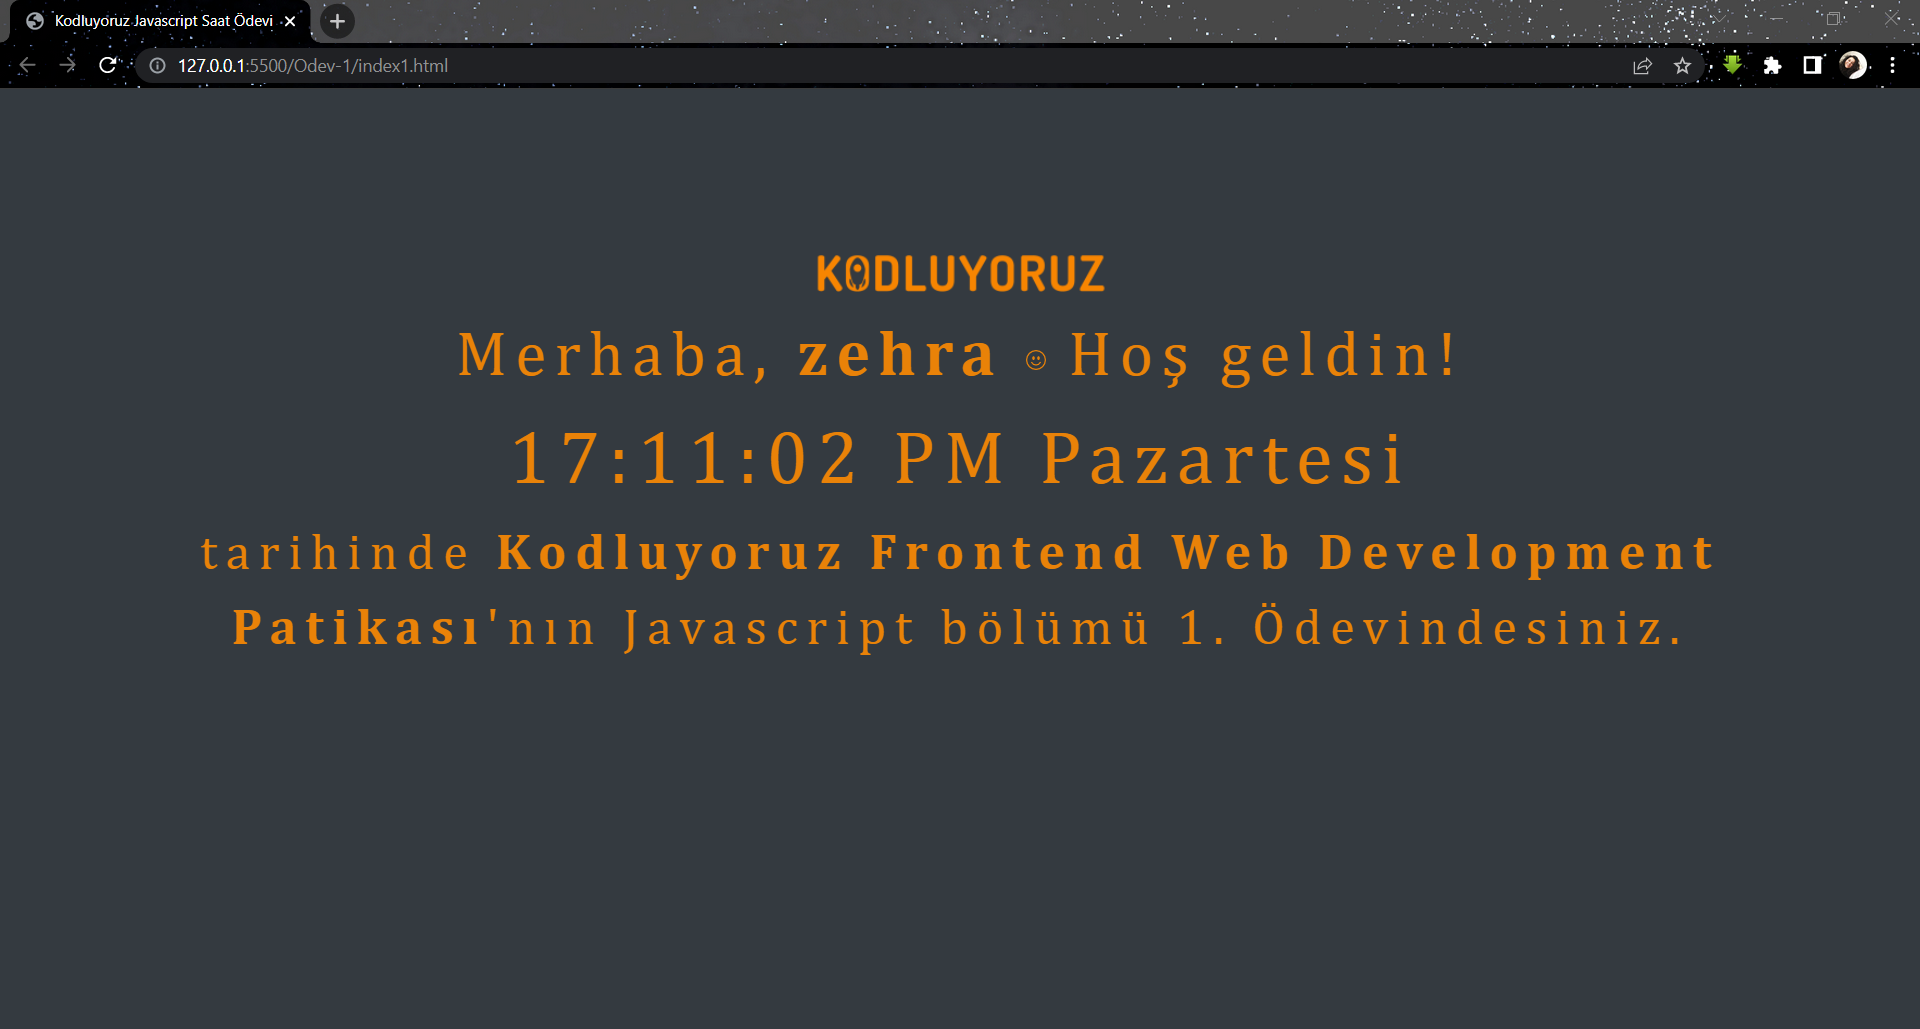 Kodluyoruz Javascript Saat Ödevi
127.0.0.1:5500/Odev-1/index1.html
KODLUYORUZ
Merhaba, zehra ☺ Hoş geldin!
17:11:02 PM Pazartesi
tarihinde Kodluyoruz Frontend Web Development
Patikası'nın Javascript bölümü 1. Ödevindesiniz.